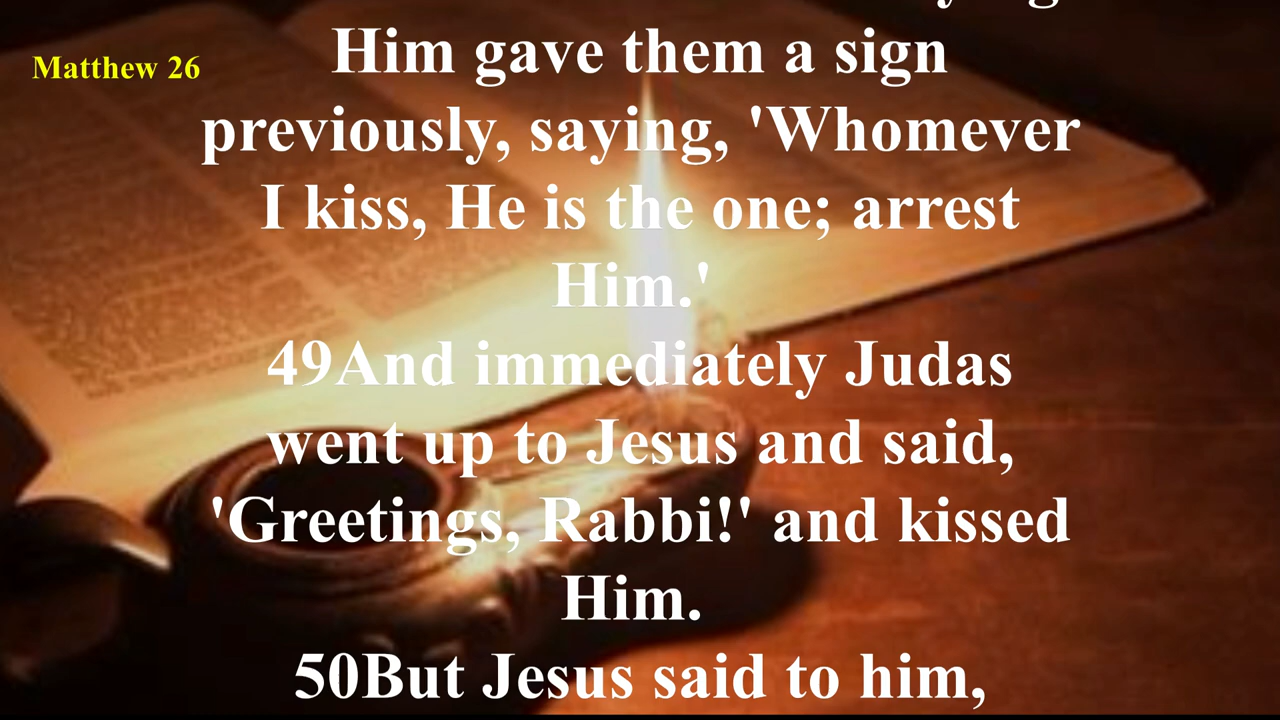 Matthew 26
Him gave them a sign
previously, saying, 'Whomever
I kiss, He is the one; arrest
Him.'
49And immediately Judas
went up to Jesus and said,
'Greetings, Rabbi!' and kissed
Him.
50But Jesus said to him,